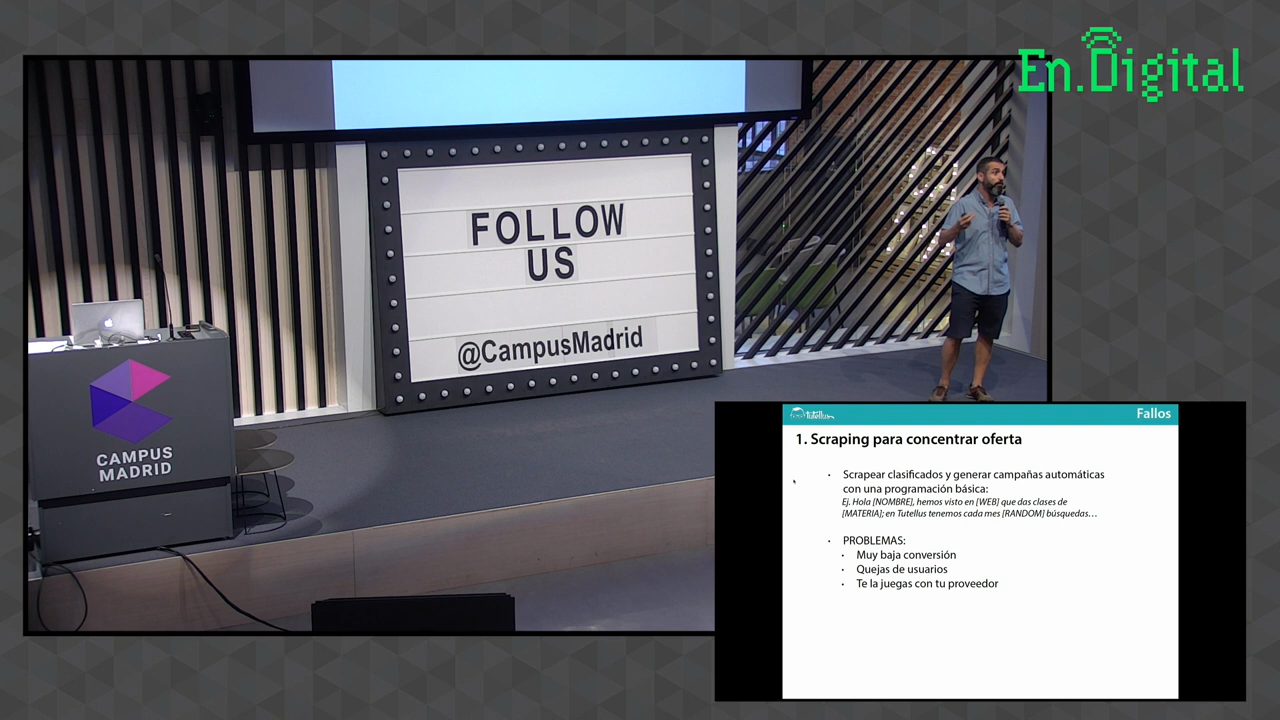 En.Digital
FOLLOW
US
@CampusMadrid
CAMPUS
MADRID
Tutellus
Fallos
1. Scraping para concentrar oferta
· Scrapear clasificados y generar campañas automáticas
con una programación básica:
Ej. Hola [NOMBRE], hemos visto en [WEB] que das clases de
[MATERIA]; en Tutellus tenemos cada mes [RANDOM] búsquedas…
· PROBLEMAS:
· Muy baja conversión
· Quejas de usuarios
· Te la juegas con tu proveedor